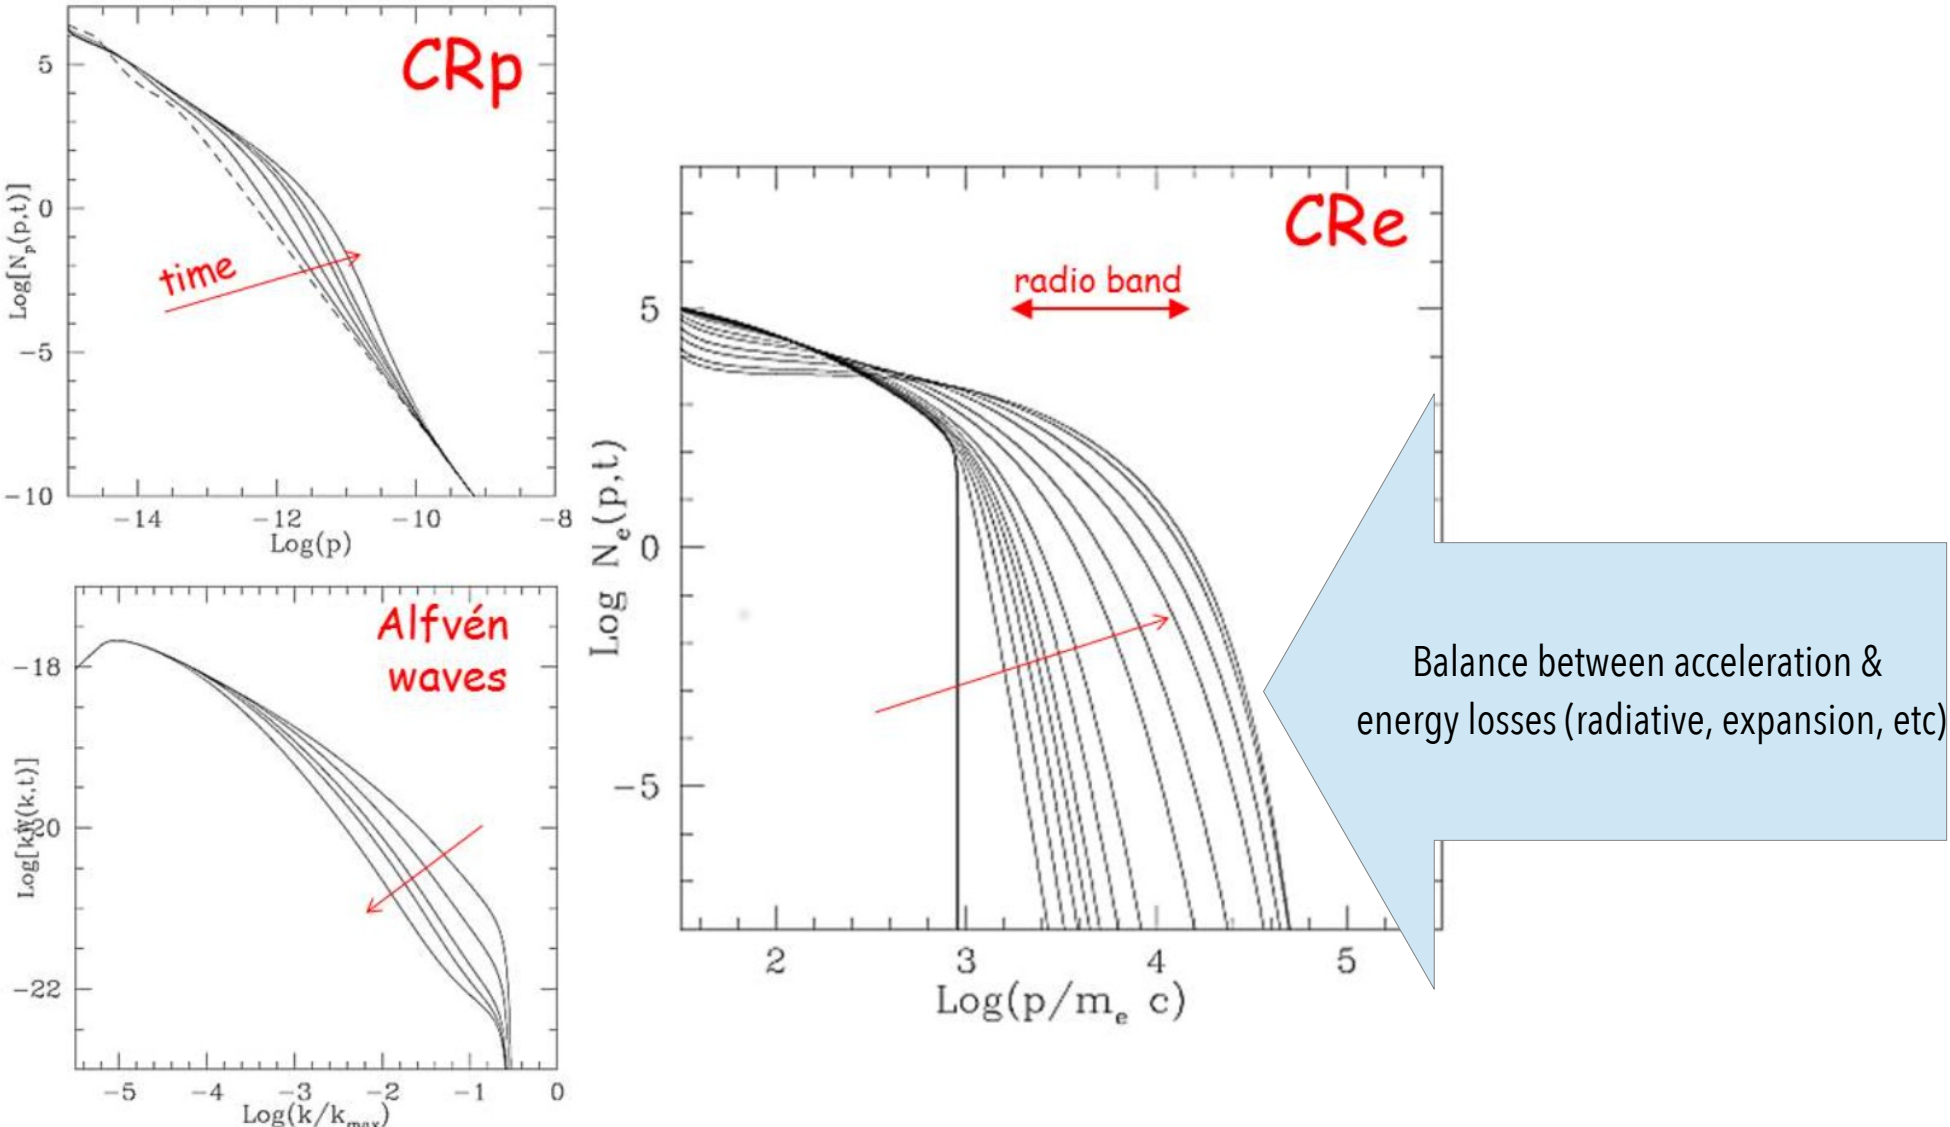 CRp
5
0
−5
−10
Log[N_p(p,t)]
time
−14
−12
−10
−8
Log(p)
Alfvén
waves
−18
−20
−22
Log[kW(k,t)]
−5
−4
−3
−2
−1
0
Log(k/k_max)
CRe
radio band
5
0
−5
Log N_e(p,t)
2
3
4
5
Log(p/m_e c)
Balance between acceleration &
energy losses (radiative, expansion, etc)